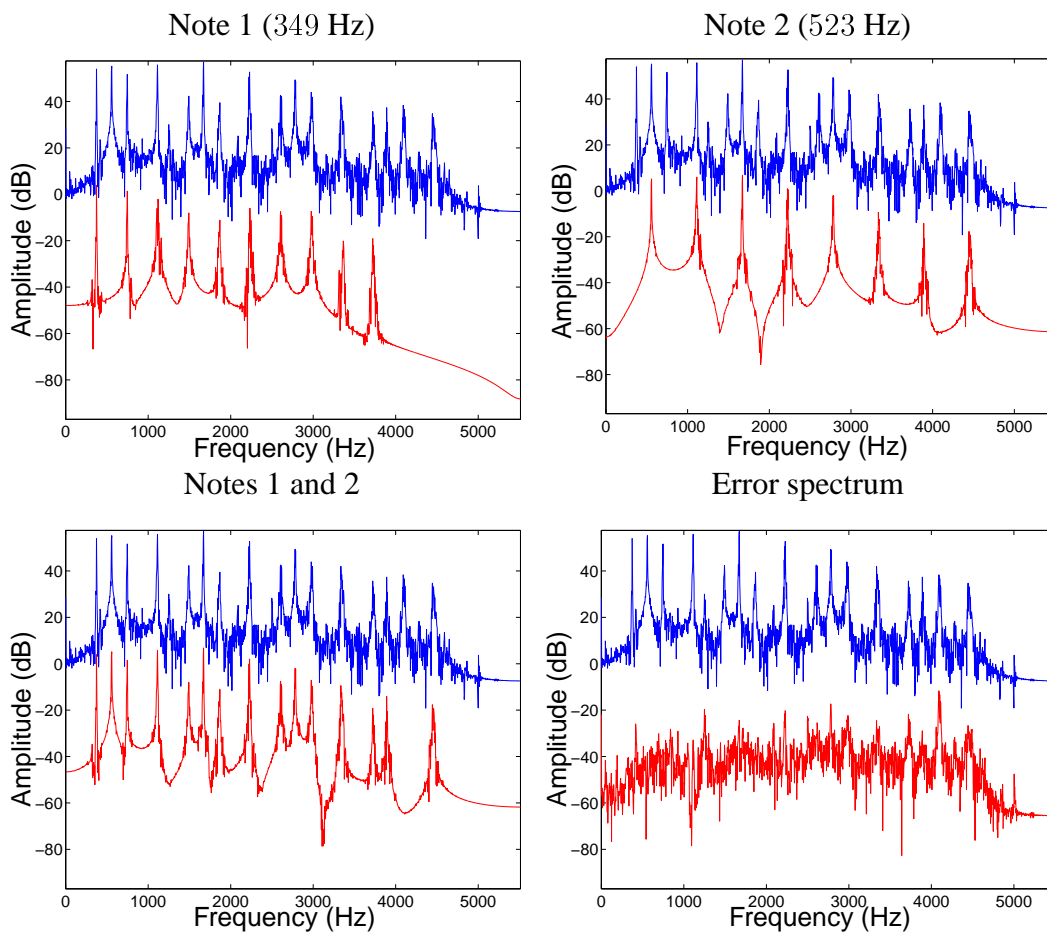 Note 1 (349 Hz)
Note 2 (523 Hz)
40
20
0
−20
−40
−60
−80
Amplitude (dB)
0 1000 2000 3000 4000 5000
Frequency (Hz)
40
20
0
−20
−40
−60
−80
Amplitude (dB)
0 1000 2000 3000 4000 5000
Frequency (Hz)
Notes 1 and 2
Error spectrum
40
20
0
−20
−40
−60
−80
Amplitude (dB)
0 1000 2000 3000 4000 5000
Frequency (Hz)
40
20
0
−20
−40
−60
−80
Amplitude (dB)
0 1000 2000 3000 4000 5000
Frequency (Hz)